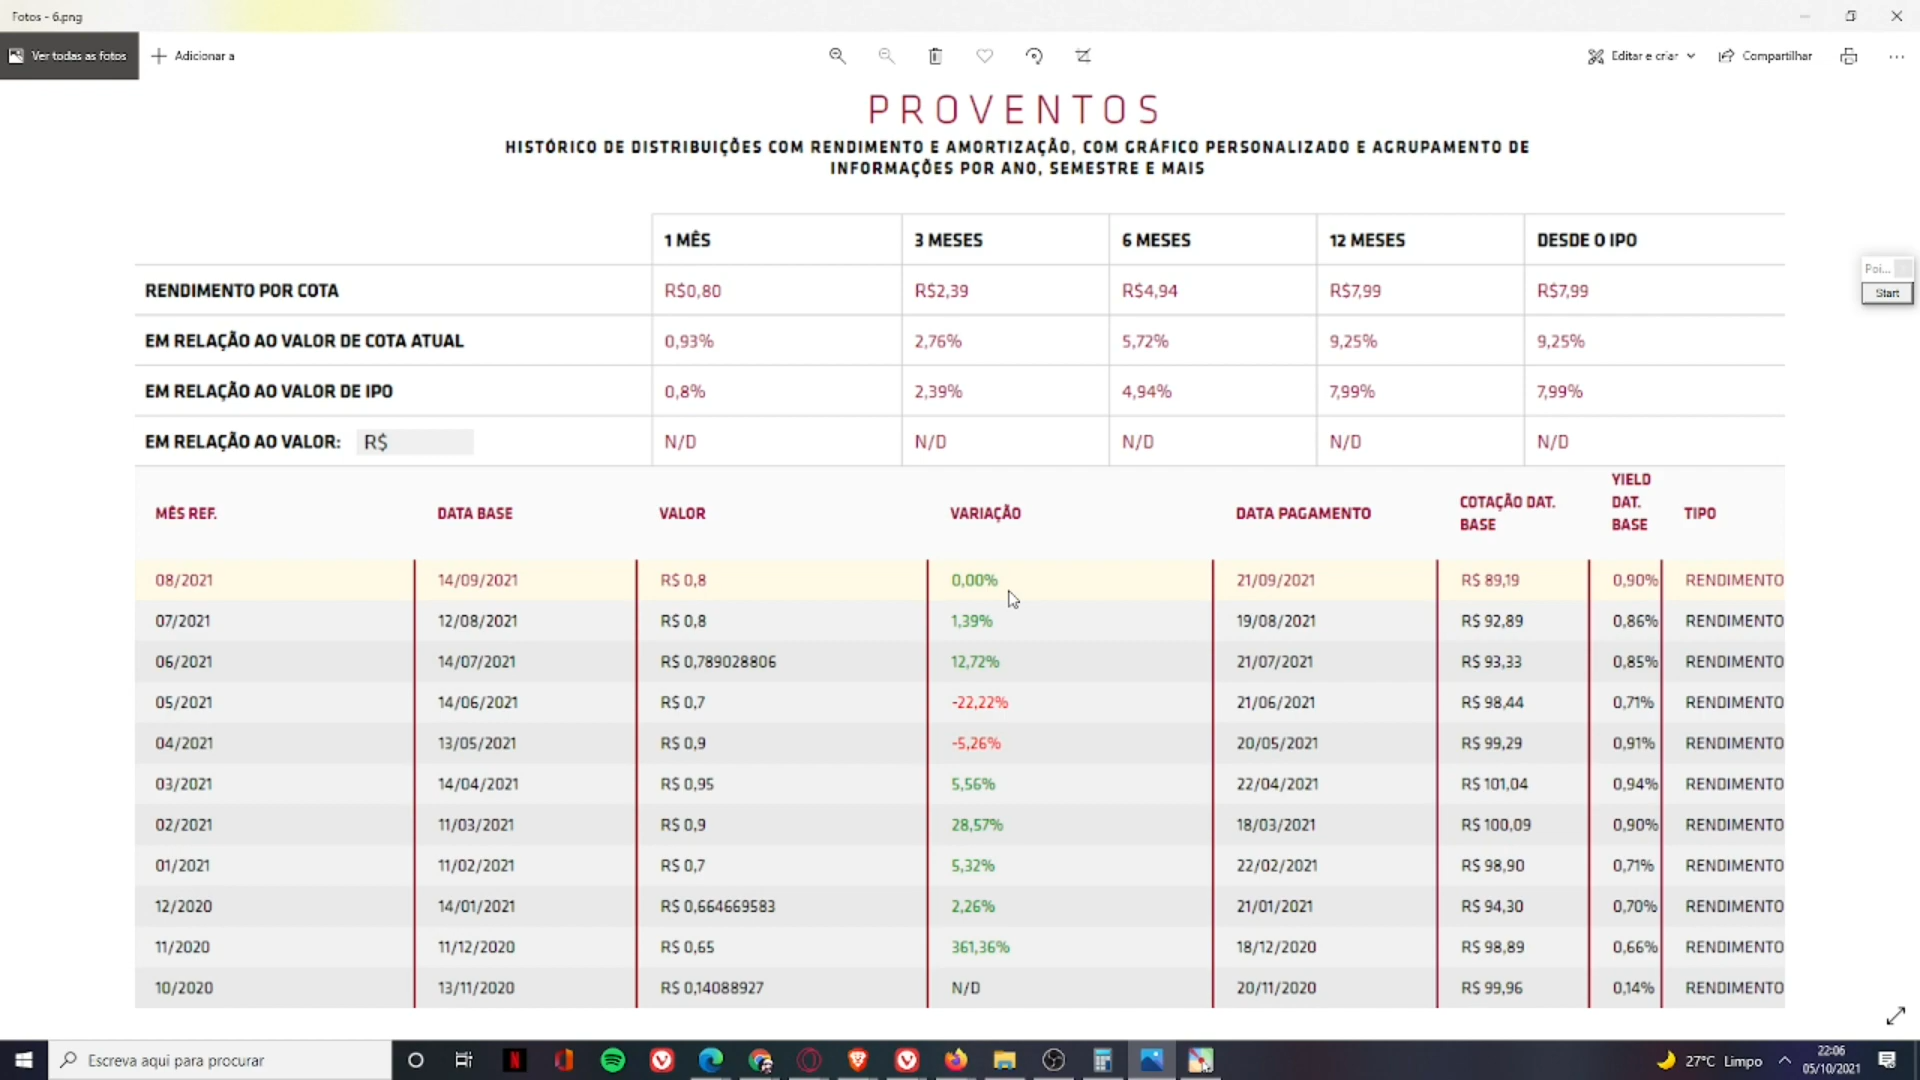 Fotos - 6.png
Ver todas as fotos
Adicionar a
Editar e criar
Compartilhar
PROVENTOS
HISTÓRICO DE DISTRIBUIÇÕES COM RENDIMENTO E AMORTIZAÇÃO, COM GRÁFICO PERSONALIZADO E AGRUPAMENTO DE
INFORMAÇÕES POR ANO, SEMESTRE E MAIS
1 MÊS 3 MESES 6 MESES 12 MESES DESDE O IPO
RENDIMENTO POR COTA R$0,80 R$2,39 R$4,94 R$7,99 R$7,99
EM RELAÇÃO AO VALOR DE COTA ATUAL 0,93% 2,76% 5,72% 9,25% 9,25%
EM RELAÇÃO AO VALOR DE IPO 0,8% 2,39% 4,94% 7,99% 7,99%
EM RELAÇÃO AO VALOR: R$ N/D N/D N/D N/D N/D
MÊS REF. DATA BASE VALOR VARIAÇÃO DATA PAGAMENTO COTAÇÃO DAT. BASE YIELD DAT. BASE TIPO
08/2021 14/09/2021 R$ 0,8 0,00% 21/09/2021 R$ 89,19 0,90% RENDIMENTO
07/2021 12/08/2021 R$ 0,8 1,39% 19/08/2021 R$ 92,89 0,86% RENDIMENTO
06/2021 14/07/2021 R$ 0,789028806 12,72% 21/07/2021 R$ 93,33 0,85% RENDIMENTO
05/2021 14/06/2021 R$ 0,7 -22,22% 21/06/2021 R$ 98,44 0,71% RENDIMENTO
04/2021 13/05/2021 R$ 0,9 -5,26% 20/05/2021 R$ 99,29 0,91% RENDIMENTO
03/2021 14/04/2021 R$ 0,95 5,56% 22/04/2021 R$ 101,04 0,94% RENDIMENTO
02/2021 11/03/2021 R$ 0,9 28,57% 18/03/2021 R$ 100,09 0,90% RENDIMENTO
01/2021 11/02/2021 R$ 0,7 5,32% 22/02/2021 R$ 98,90 0,71% RENDIMENTO
12/2020 14/01/2021 R$ 0,664669583 2,26% 21/01/2021 R$ 94,30 0,70% RENDIMENTO
11/2020 11/12/2020 R$ 0,65 361,36% 18/12/2020 R$ 98,89 0,66% RENDIMENTO
10/2020 13/11/2020 R$ 0,14088927 N/D 20/11/2020 R$ 99,96 0,14% RENDIMENTO
Poi...
Start
Escreva aqui para procurar
27°C Limpo
22:06
05/10/2021